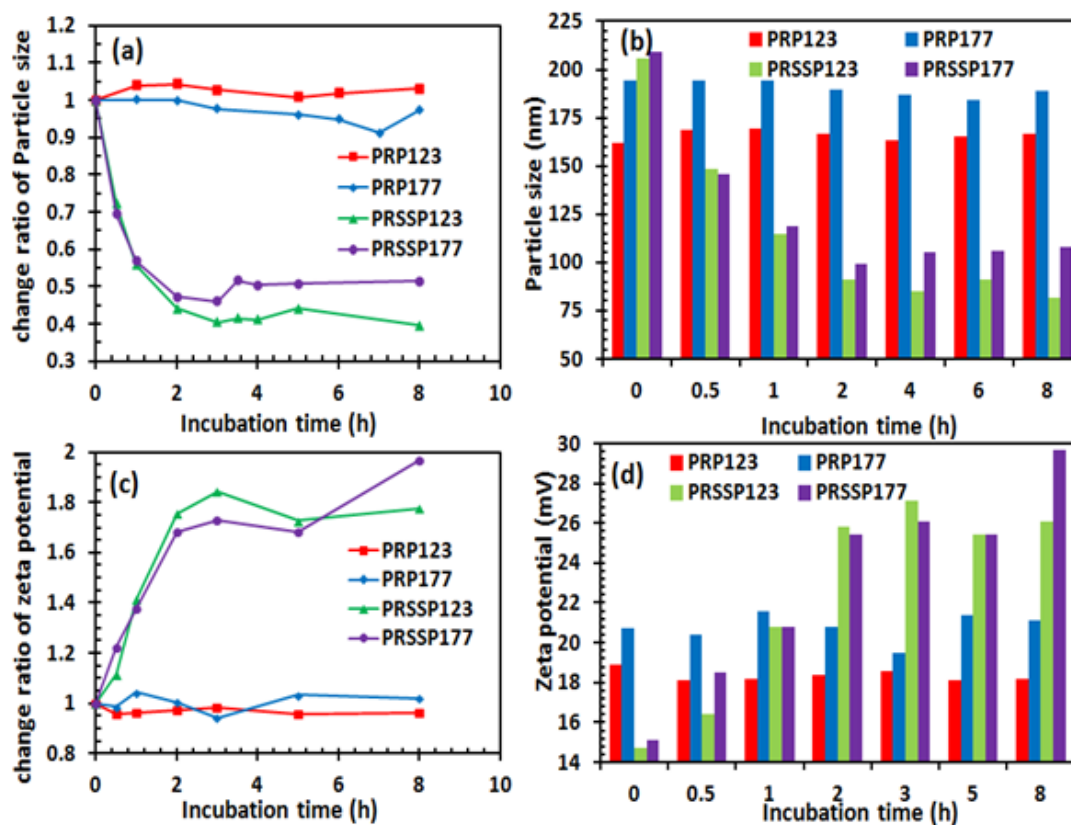 (a)
change ratio of Particle size
1.2
1.1
1
0.9
0.8
0.7
0.6
0.5
0.4
0.3
PRP123
PRP177
PRSSP123
PRSSP177
0 2 4 6 8 10
Incubation time (h)
(b)
Particle size (nm)
225
200
175
150
125
100
75
50
PRP123 PRP177
PRSSP123 PRSSP177
0 0.5 1 2 4 6 8
Incubation time (h)
(c)
change ratio of zeta potential
2
1.8
1.6
1.4
1.2
1
0.8
PRP123
PRP177
PRSSP123
PRSSP177
0 2 4 6 8 10
Incubation time (h)
(d)
Zeta potential (mV)
30
28
26
24
22
20
18
16
14
PRP123 PRP177
PRSSP123 PRSSP177
0 0.5 1 2 3 5 8
Incubation time (h)